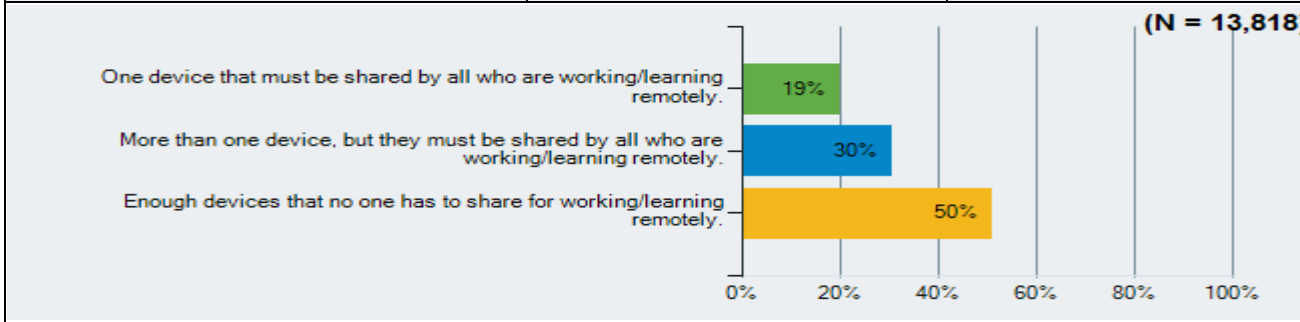 (N = 13,818)
One device that must be shared by all who are working/learning
remotely.
19%
More than one device, but they must be shared by all who are
working/learning remotely.
30%
Enough devices that no one has to share for working/learning
remotely.
50%
0% 20% 40% 60% 80% 100%